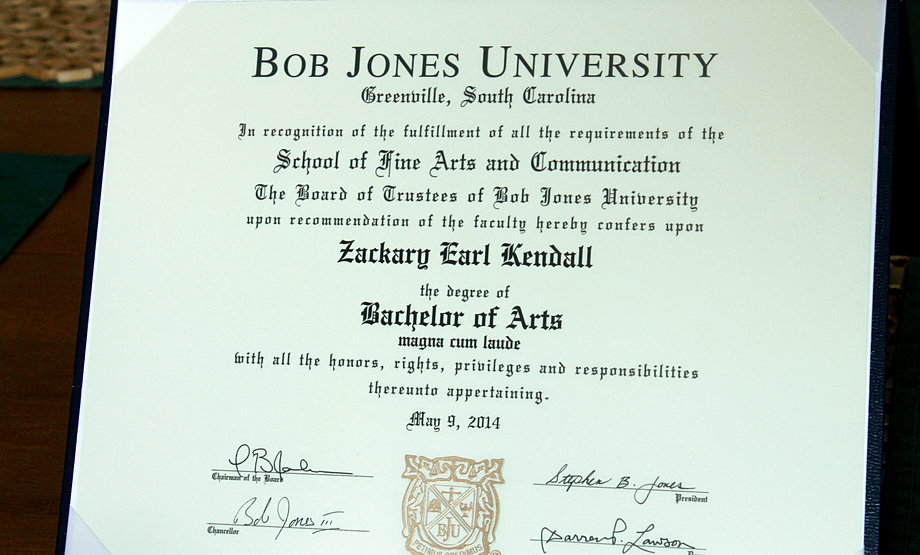 BOB JONES UNIVERSITY
Greenville, South Carolina
In recognition of the fulfillment of all the requirements of the
School of Fine Arts and Communication
The Board of Trustees of Bob Jones University
upon recommendation of the faculty hereby confers upon
Zackary Earl Kendall
the degree of
Bachelor of Arts
magna cum laude
with all the honors, rights, privileges and responsibilities
thereunto appertaining.
May 9, 2014
Chairman of the Board
Stephen B. Jones
President
Bob Jones III
Chancellor
Darren P. Lawson
BJU